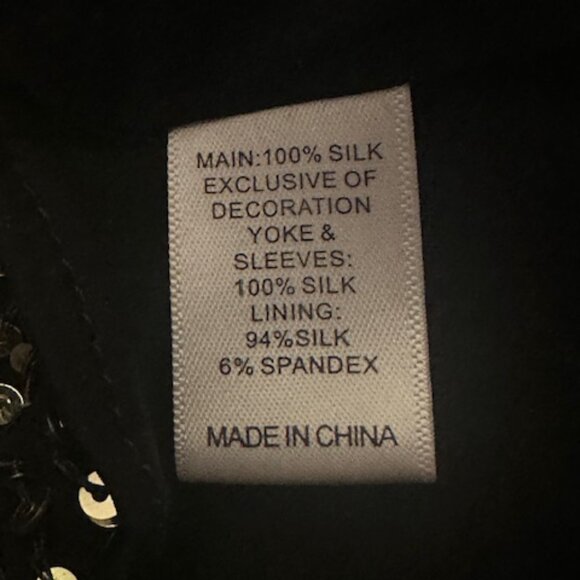 MAIN:100% SILK
EXCLUSIVE OF
DECORATION
YOKE &
SLEEVES:
100% SILK
LINING:
94%SILK
6% SPANDEX
MADE IN CHINA